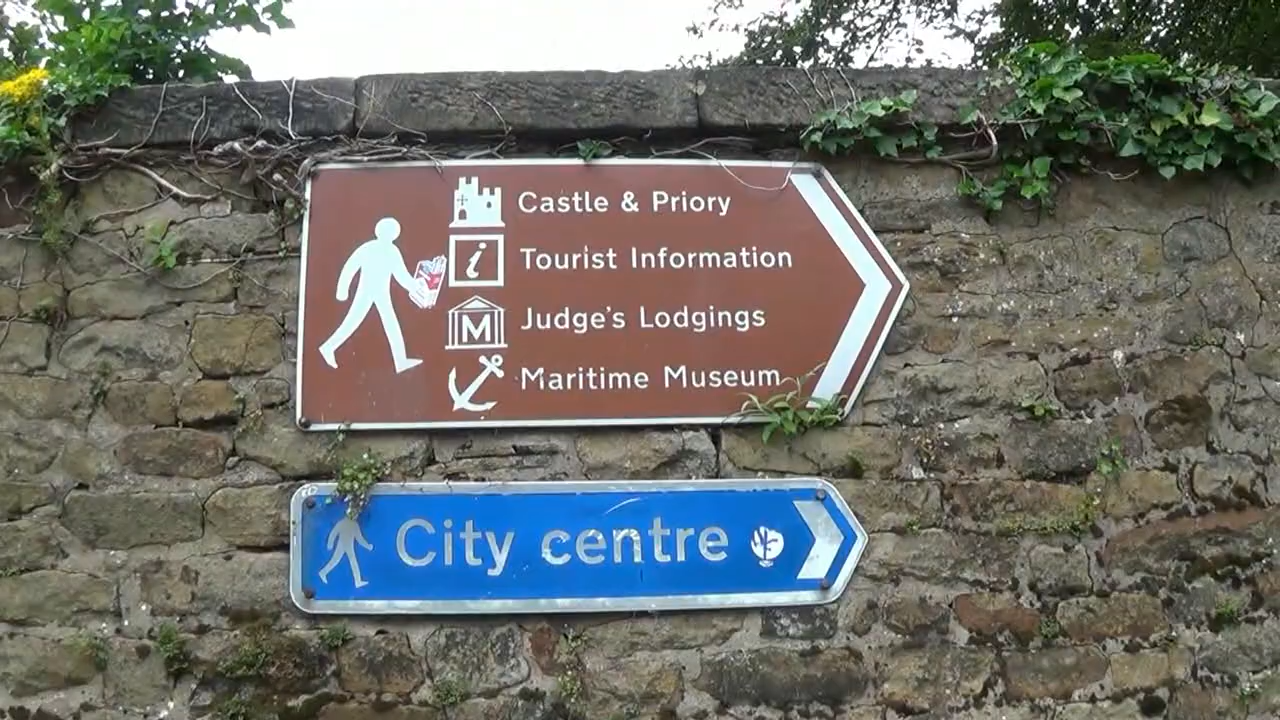 Castle & Priory
i Tourist Information
M Judge's Lodgings
Maritime Museum
City centre